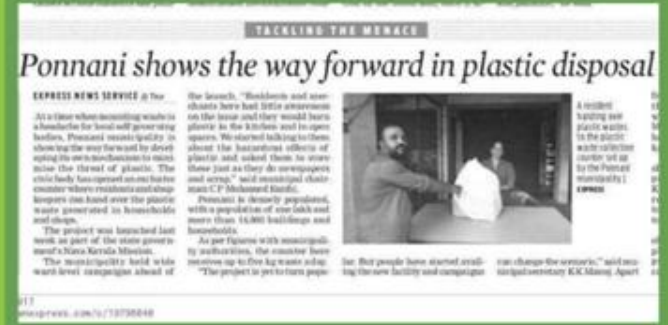 TACKLING THE MENACE
Ponnani shows the way forward in plastic disposal
EXPRESS NEWS SERVICE @ T'Pur
At a time when mounting waste is
a headache for local self governing
bodies, Ponnani municipality is
showing the way forward by devel-
oping its own mechanism to mini-
mise the threat of plastic. The
civic body has opened an exclusive
counter where residents and shop
keepers can hand over the plastic
waste generated in households
and shops.
The project was launched last
week as part of the state govern-
ment's Nava Kerala Mission.
The municipality held wide
ward-level campaigns ahead of
the launch. "Residents and mer-
chants here had little awareness
on the issue and they would burn
plastic in the kitchen and in open
spaces. We started talking to them
about the hazardous effects of
plastic and asked them to store
these just as they do newspapers
and scrap," said municipal chair-
man C P Mohamed
Ponnani is densely populated,
with a population of one lakh and
more than buildings and
households.
As per figures with municipali-
ty authorities, the counter here
receives up to five kg waste a day.
"The project is yet to turn popu-
lar. But people have started avail-
ing the new facility and campaigns
can change the scenario," said mu-
nicipal secretary K K Manoj. Apart
A resident
handing over
plastic wastes
to the plastic
waste collection
counter set up
by the Ponnani
municipality |
EXPRESS